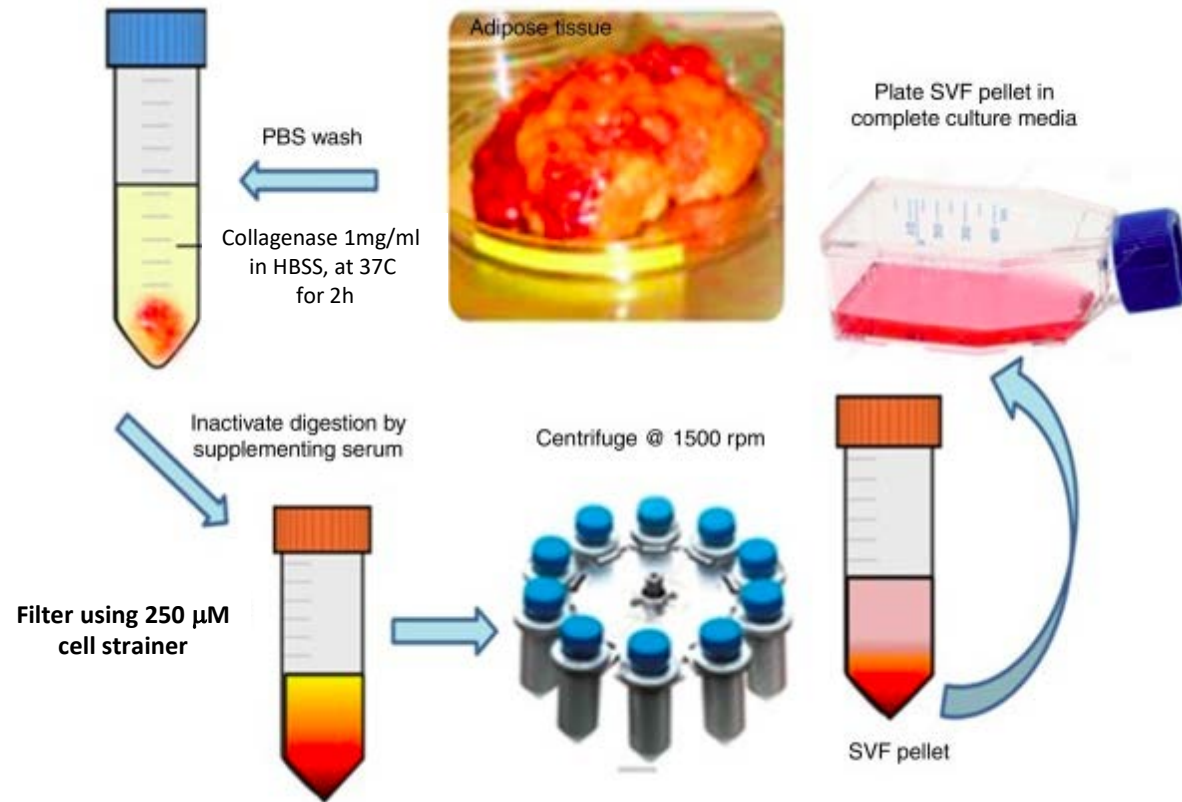 Adipose tissue
PBS wash
Collagenase 1mg/ml
in HBSS, at 37C
for 2h
Inactivate digestion by
supplementing serum
Filter using 250 μM
cell strainer
Centrifuge @ 1500 rpm
SVF pellet
Plate SVF pellet in
complete culture media